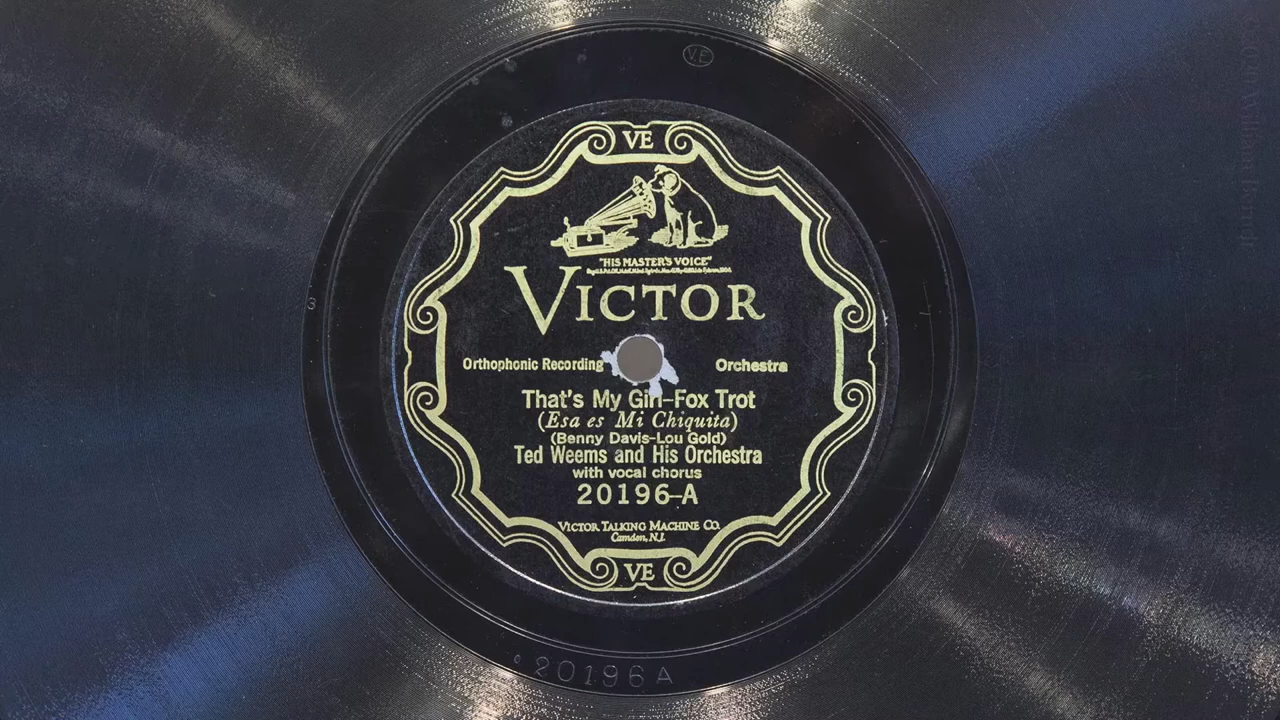 VE
VE
"HIS MASTER'S VOICE"
VICTOR
3
Orthophonic Recording
Orchestra
That's My Girl-Fox Trot
(Esa es Mi Chiquita)
(Benny Davis-Lou Gold)
Ted Weems and His Orchestra
with vocal chorus
20196-A
VICTOR TALKING MACHINE CO.
Camden, N.J.
VE
20196A